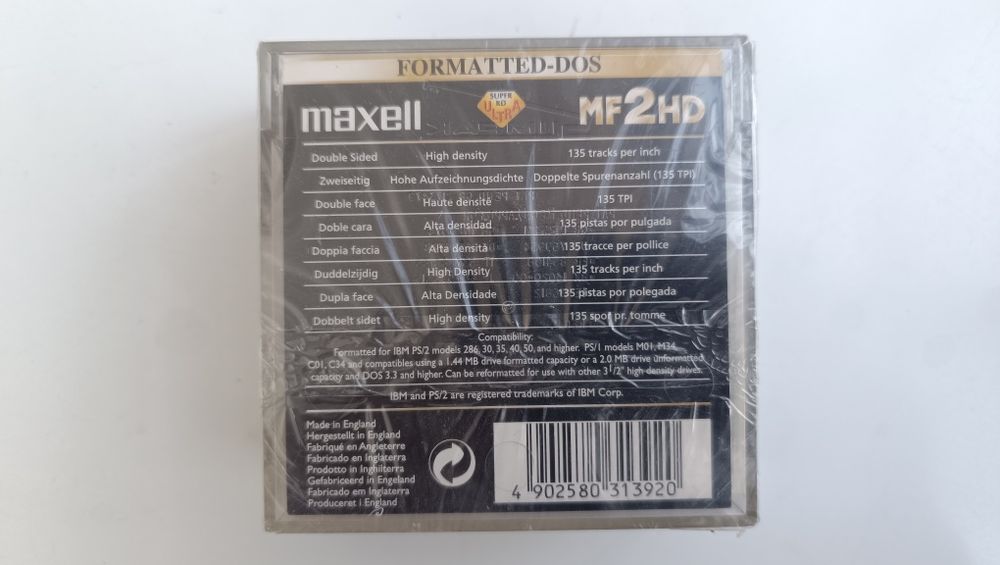 FORMATTED-DOS
maxell SUPER RD ULTRA MF2HD
Double Sided High density 135 tracks per inch
Zweiseitig Hohe Aufzeichnungsdichte Doppelte Spurenanzahl (135 TPI)
Double face Haute densité 135 TPI
Doble cara Alta densidad 135 pistas por pulgada
Doppia faccia Alta densità 135 tracce per pollice
Duddelzijdig High Density 135 tracks per inch
Dupla face Alta Densidade 135 pistas por polegada
Dobbelt sidet High density 135 spor pr. tomme
Compatibility:
Formatted for IBM PS/2 models 286, 30, 35, 40, 50, and higher. PS/1 models M01, M34,
C01, C34 and compatibles using a 1.44 MB drive formatted capacity or a 2.0 MB drive unformatted
capacity and DOS 3.3 and higher. Can be reformatted for use with other 3 1/2" high density drives.
IBM and PS/2 are registered trademarks of IBM Corp.
Made in England
Hergestellt in England
Fabriqué en Angleterre
Fabricado en Inglaterra
Prodotto in Inghilterra
Gefabriceerd in Engeland
Fabricado em Inglaterra
Produceret i England
4 902580 313920